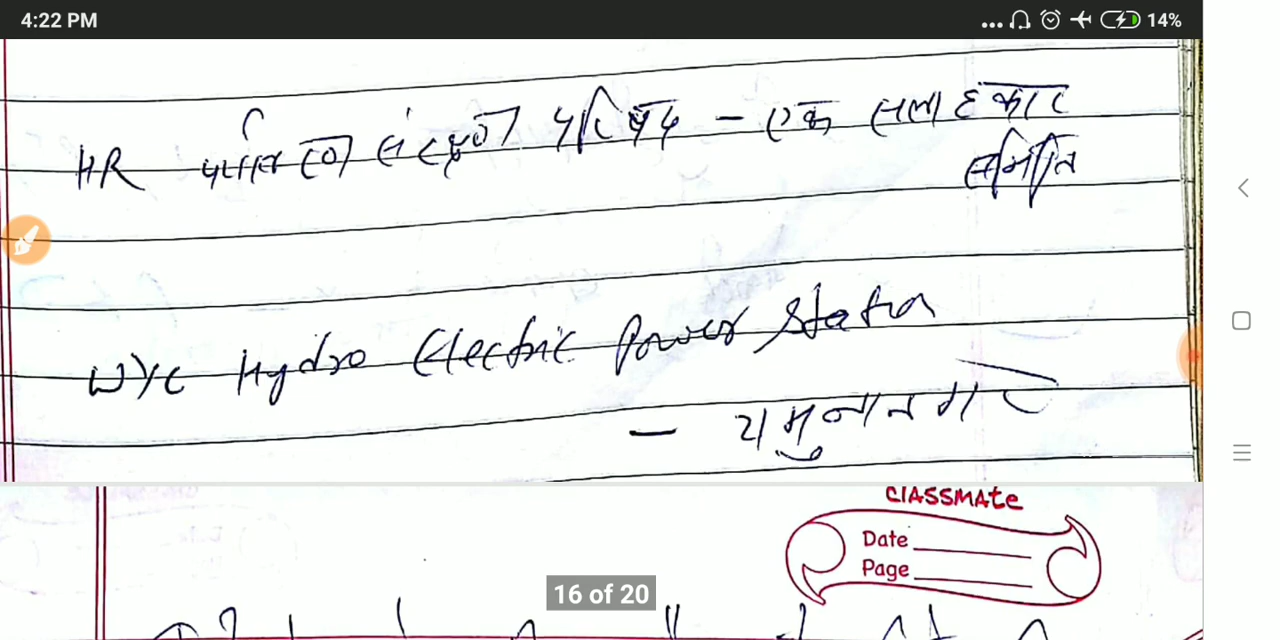 4:22 PM
14%
HR पर्यावरण संरक्षण परिषद - एक सलाहकार
समिति
WYC Hydro Electric Power Station
- यमुनानगर
CLASSMATE
Date
Page
16 of 20